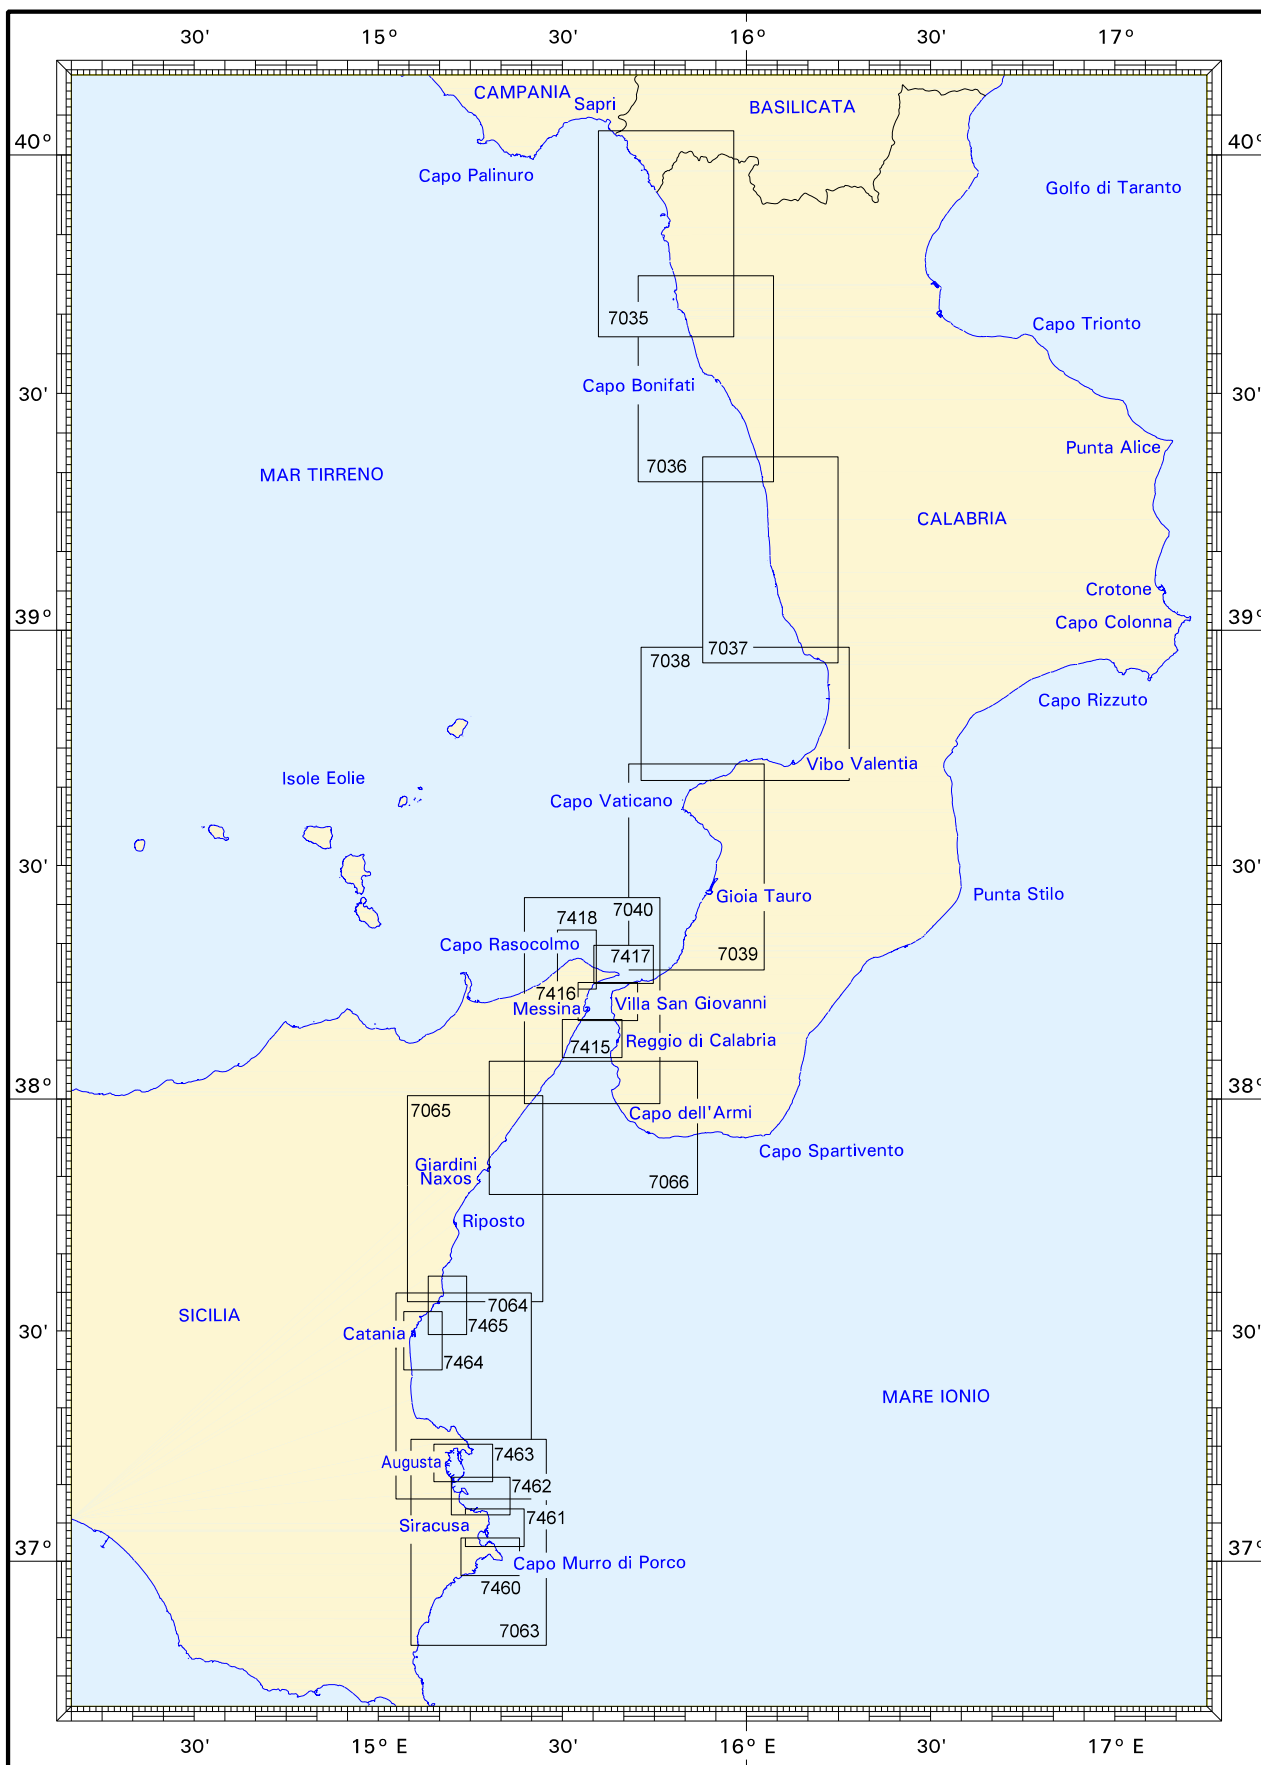 30' 15° 30' 16° 30' 17°
CAMPANIA
Sapri
BASILICATA
40° 40°
Capo Palinuro
Golfo di Taranto
7035
Capo Trionto
Capo Bonifati
30' 30'
Punta Alice
7036
MAR TIRRENO
CALABRIA
Crotone
39° 39°
Capo Colonna
7037
7038
Capo Rizzuto
Vibo Valentia
Isole Eolie
Capo Vaticano
30' 30'
Gioia Tauro
Punta Stilo
7040
7418
Capo Rasocolmo
7417
7039
7416
Messina
Villa San Giovanni
Reggio di Calabria
7415
38° 38°
7065
Capo dell'Armi
Capo Spartivento
Giardini
Naxos
7066
Riposto
7064
SICILIA
7465
Catania
30' 30'
7464
MARE IONIO
7463
Augusta
7462
7461
Siracusa
37° 37°
Capo Murro di Porco
7460
7063
30' 15° E 30' 16° E 30' 17° E